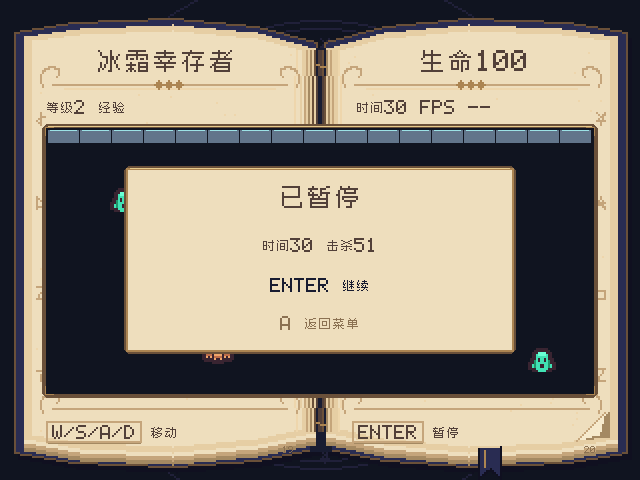 冰霜幸存者
生命100
等级2 经验
时间30 FPS --
已暂停
时间30 击杀51
ENTER 继续
A 返回菜单
W/S/A/D 移动
ENTER 暂停